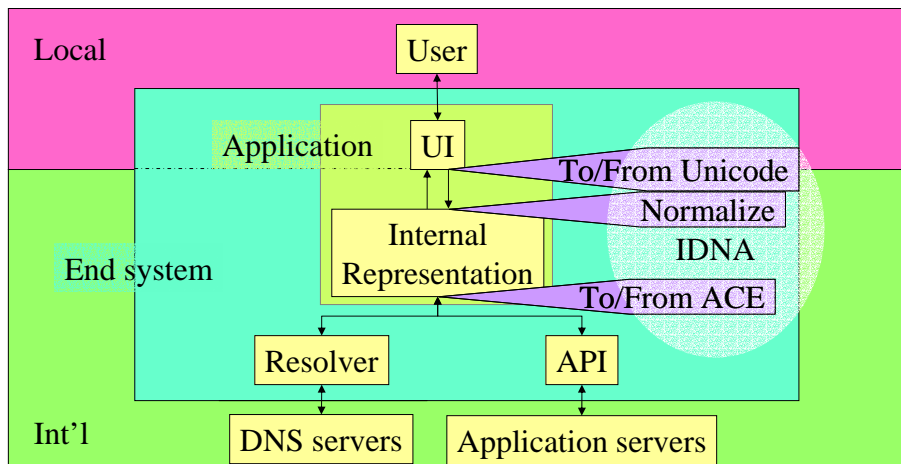 Local
User
Application
UI
To/From Unicode
Normalize
Internal
Representation
IDNA
End system
To/From ACE
Resolver
API
Int'l
DNS servers
Application servers